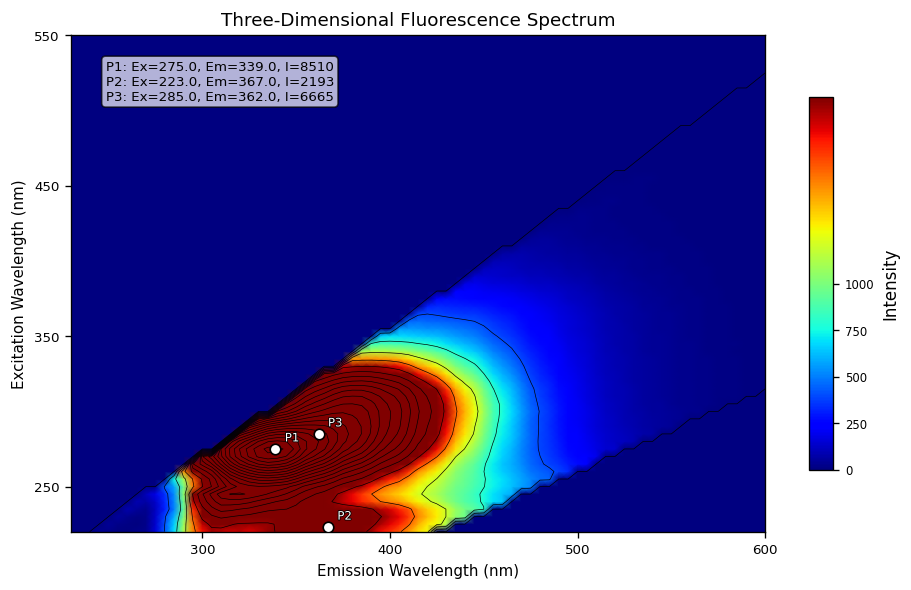 Three-Dimensional Fluorescence Spectrum
P1: Ex=275.0, Em=339.0, I=8510
P2: Ex=223.0, Em=367.0, I=2193
P3: Ex=285.0, Em=362.0, I=6665
550
450
350
250
Excitation Wavelength (nm)
P3
P1
P2
300
400
500
600
Emission Wavelength (nm)
1000
750
500
250
0
Intensity